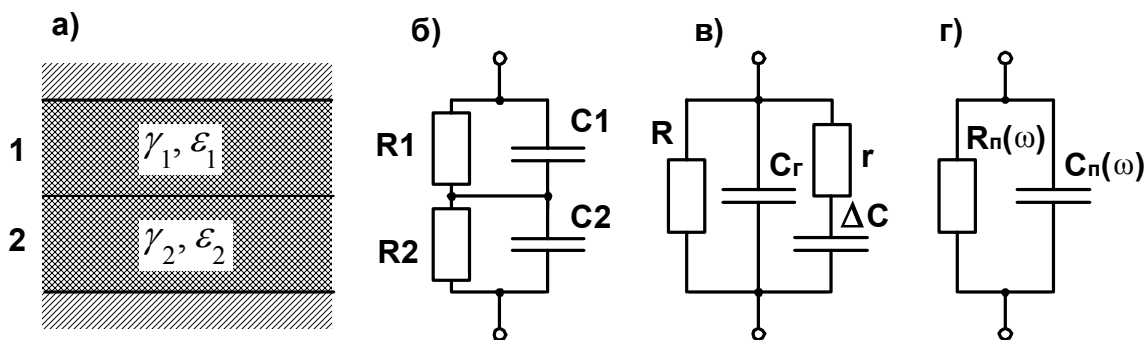 а)
1
2
γ₁, ε₁
γ₂, ε₂
б)
R1
C1
R2
C2
в)
R
Cг
r
ΔC
г)
Rп(ω)
Cп(ω)